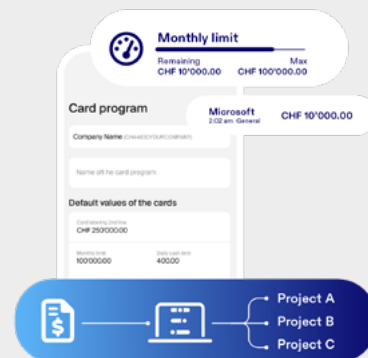 Monthly limit
Remaining Max
CHF 10'000.00 CHF 100'000.00
Card program
Microsoft CHF 10'000.00
2:02 am General
Company Name
Name oft he card program
Default values of the cards
CHF 250'000.00
Monthly limit Daily cash limit
100'000.00 400.00
Project A
Project B
Project C
$